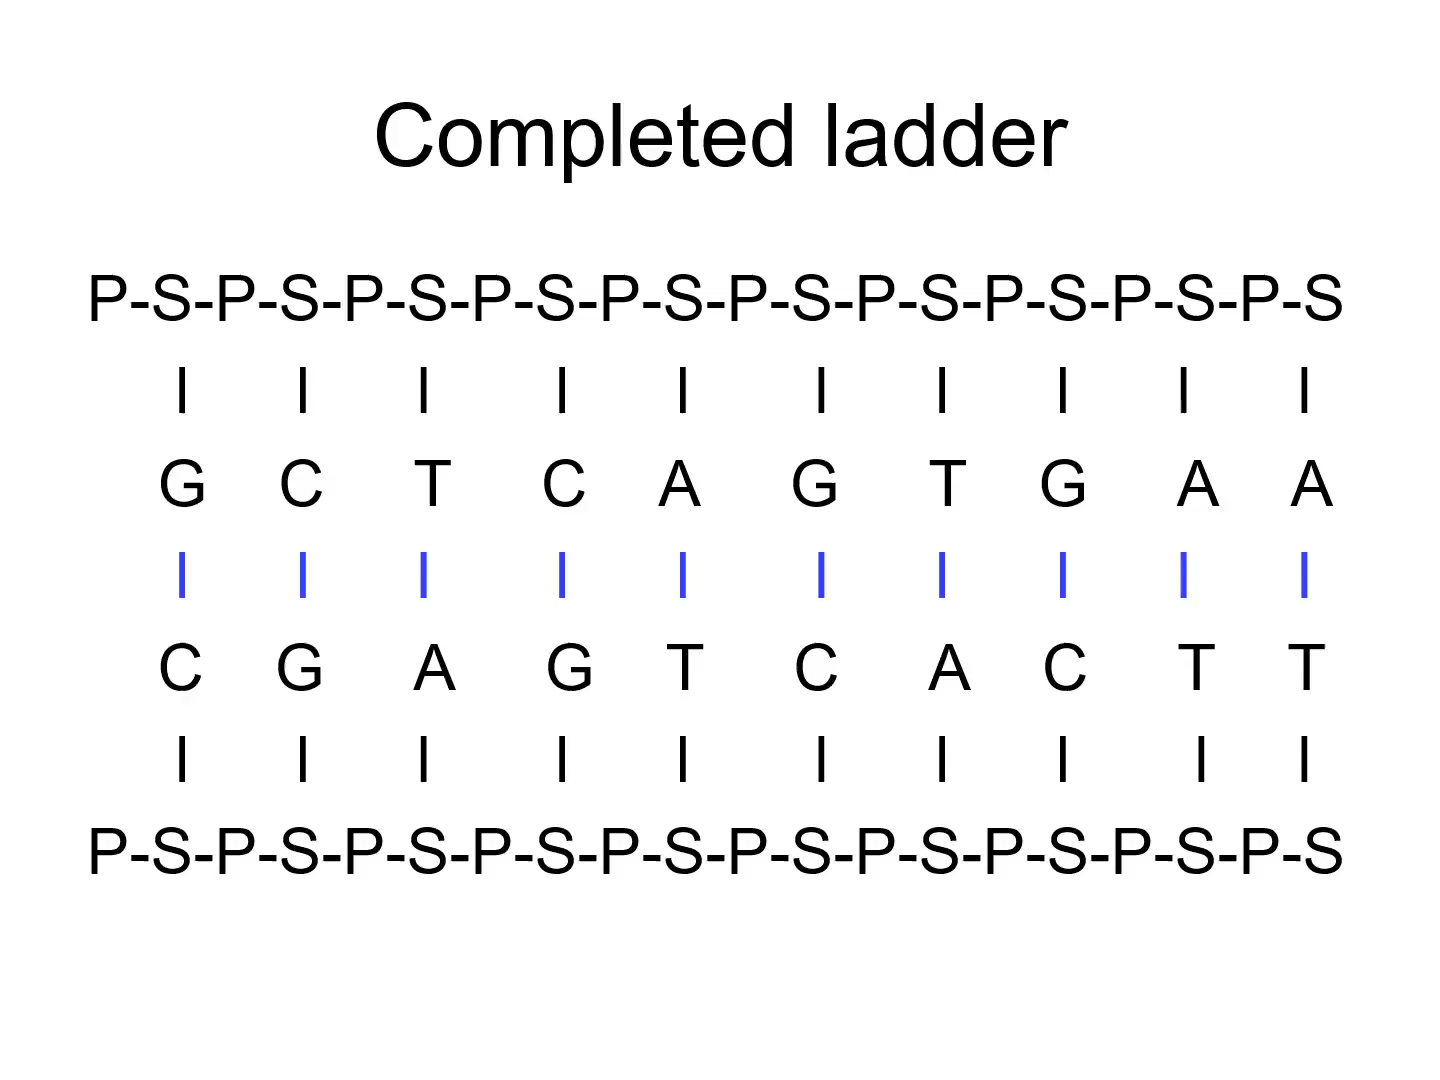 Completed ladder
P-S-P-S-P-S-P-S-P-S-P-S-P-S-P-S-P-S-P-S
I I I I I I I I I I
G C T C A G T G A A
I I I I I I I I I I
C G A G T C A C T T
I I I I I I I I I I
P-S-P-S-P-S-P-S-P-S-P-S-P-S-P-S-P-S-P-S